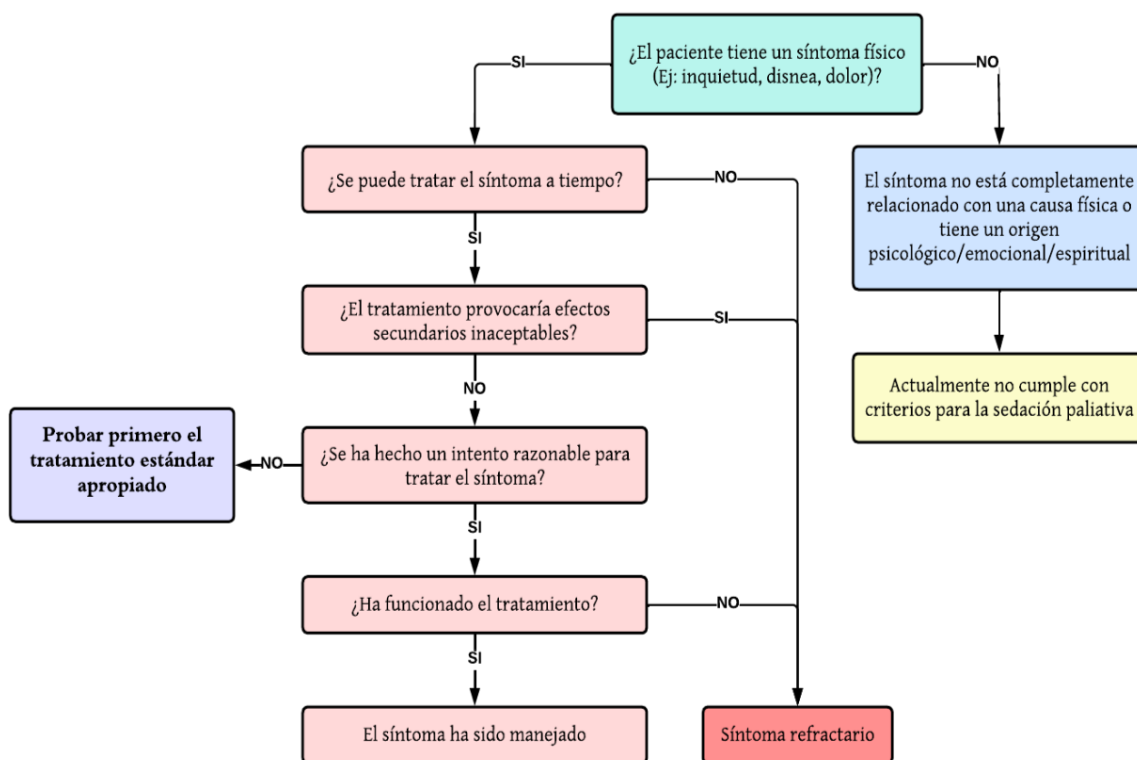 ¿El paciente tiene un síntoma físico
(Ej: inquietud, disnea, dolor)?
SI
NO
¿Se puede tratar el síntoma a tiempo?
NO
El síntoma no está completamente
relacionado con una causa física o
tiene un origen
psicológico/emocional/espiritual
SI
¿El tratamiento provocaría efectos
secundarios inaceptables?
SI
NO
Actualmente no cumple con
criterios para la sedación paliativa
Probar primero el
tratamiento estándar
apropiado
NO
¿Se ha hecho un intento razonable para
tratar el síntoma?
SI
¿Ha funcionado el tratamiento?
NO
SI
El síntoma ha sido manejado
Síntoma refractario